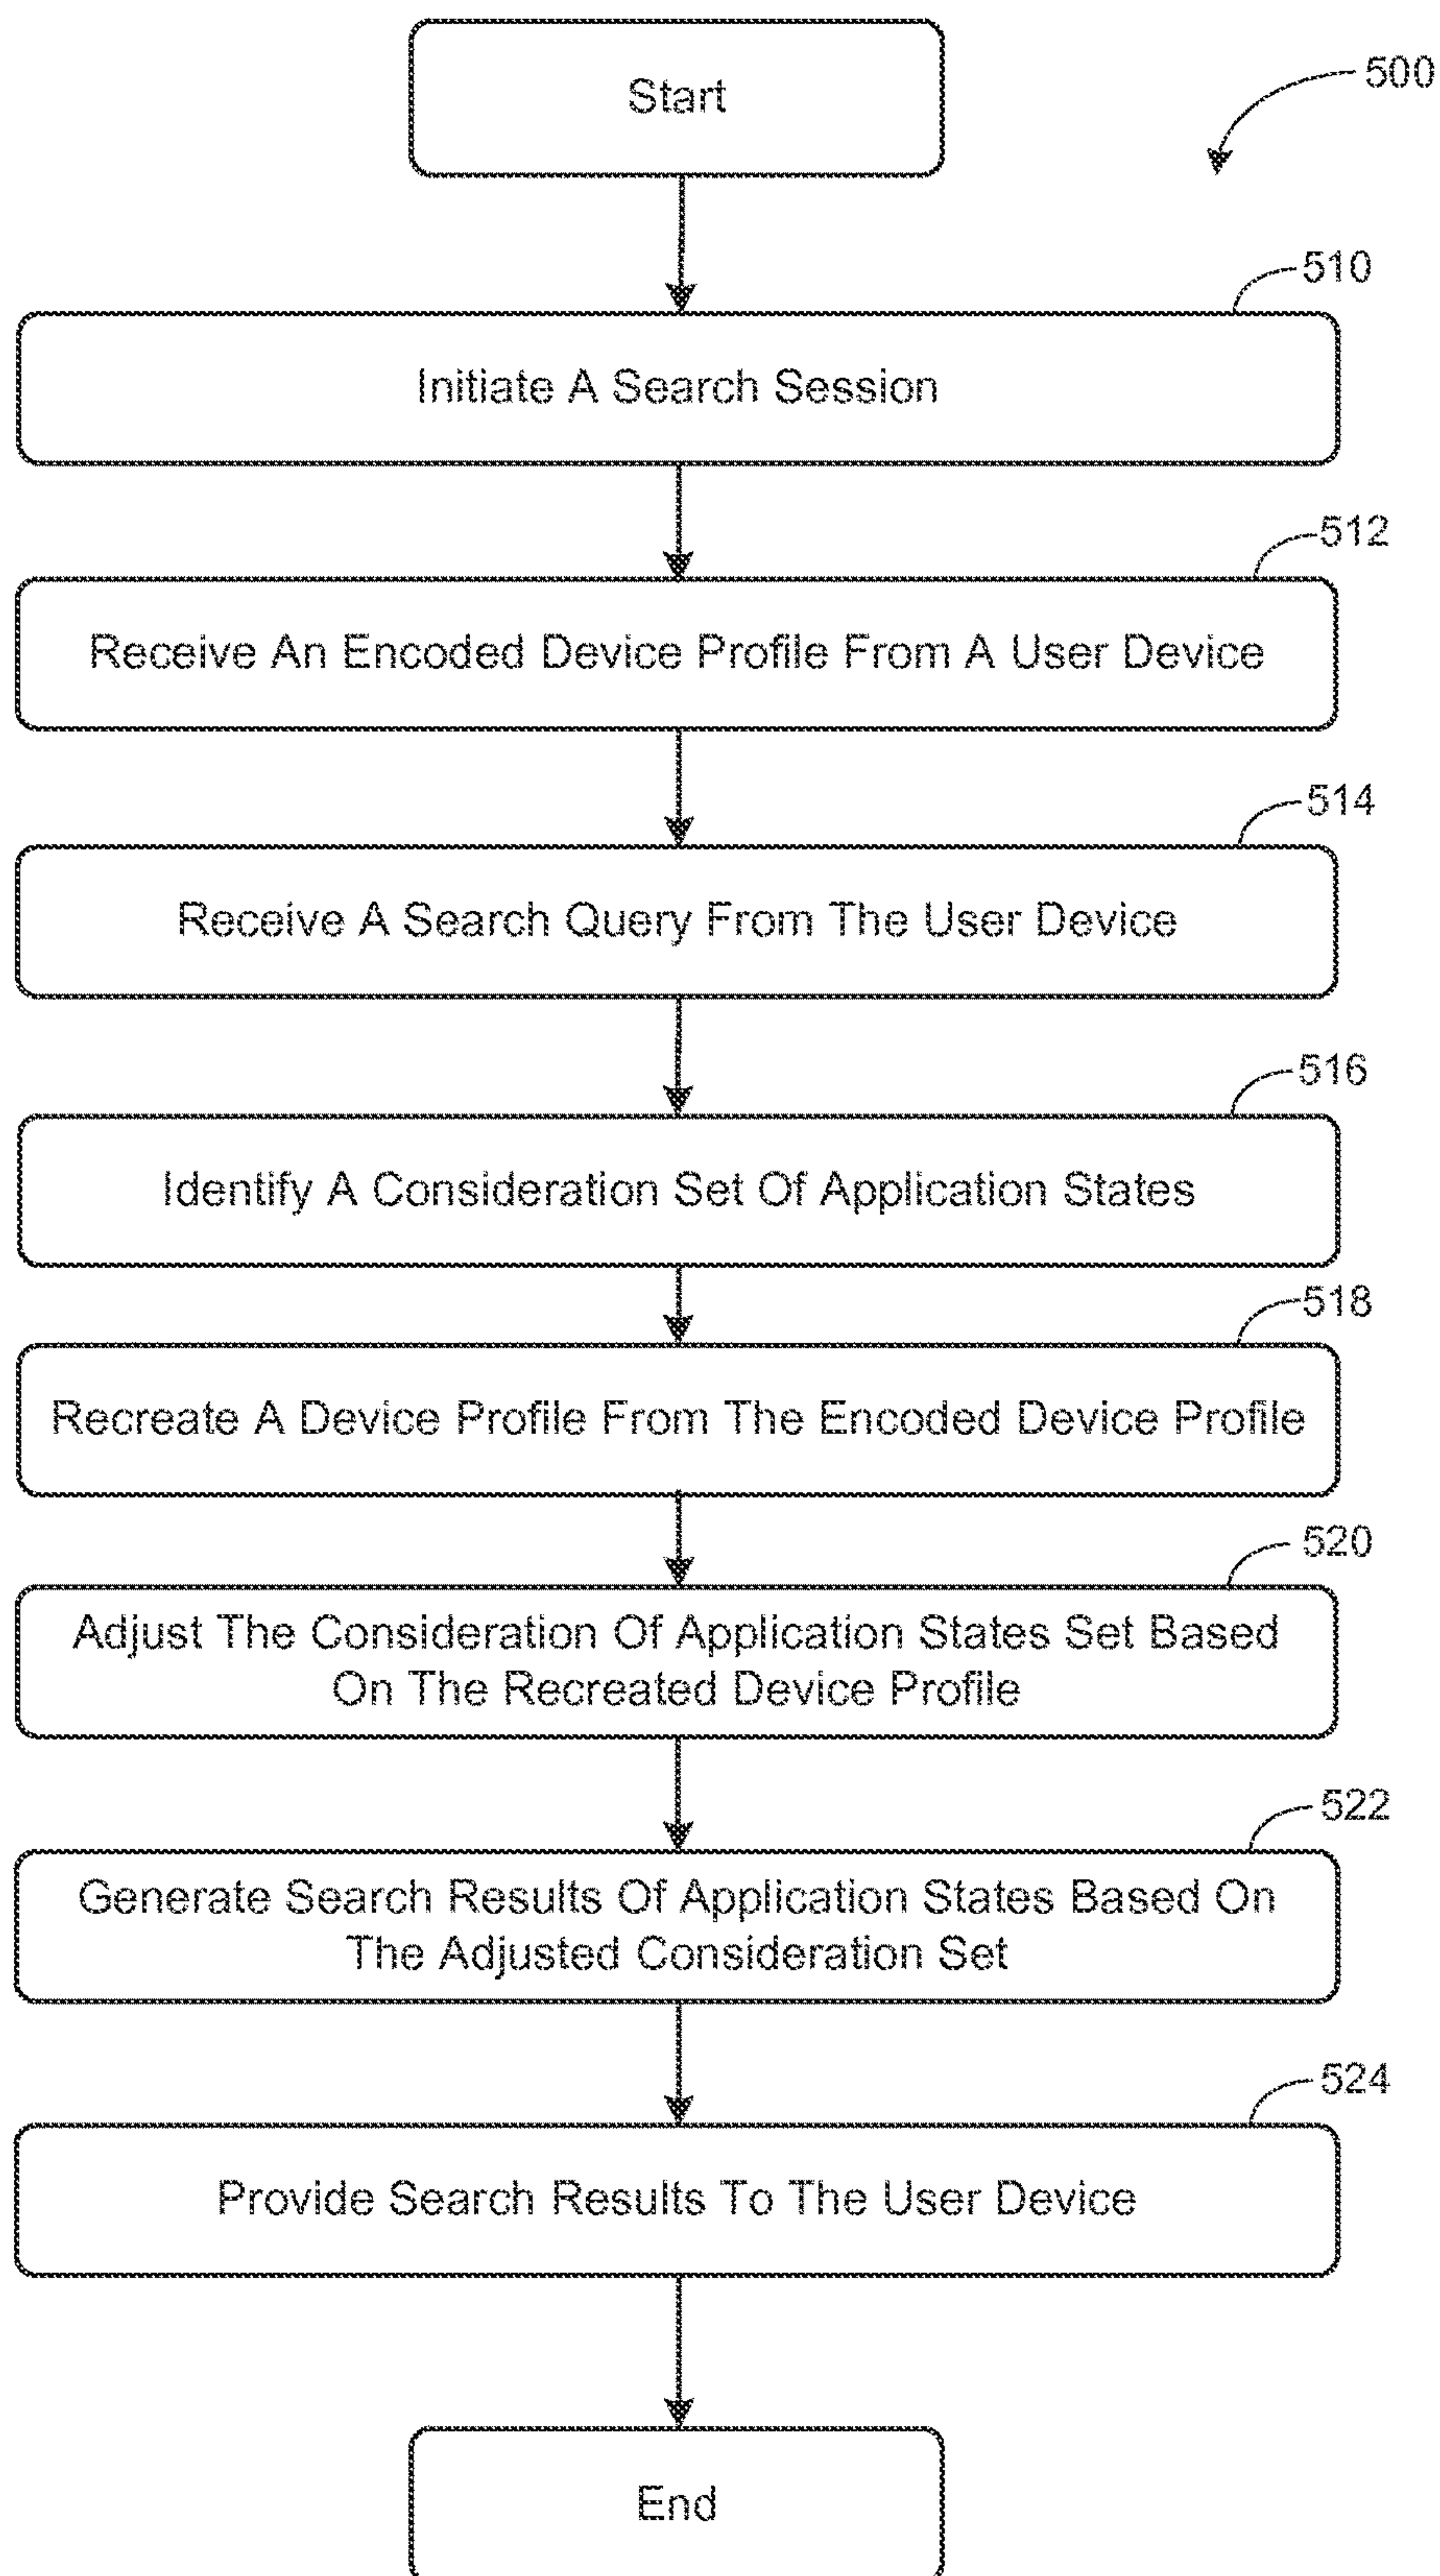 Start
500
510
Initiate A Search Session
512
Receive An Encoded Device Profile From A User Device
514
Receive A Search Query From The User Device
516
Identify A Consideration Set Of Application States
518
Recreate A Device Profile From The Encoded Device Profile
520
Adjust The Consideration Of Application States Set Based
On The Recreated Device Profile
522
Generate Search Results Of Application States Based On
The Adjusted Consideration Set
524
Provide Search Results To The User Device
End